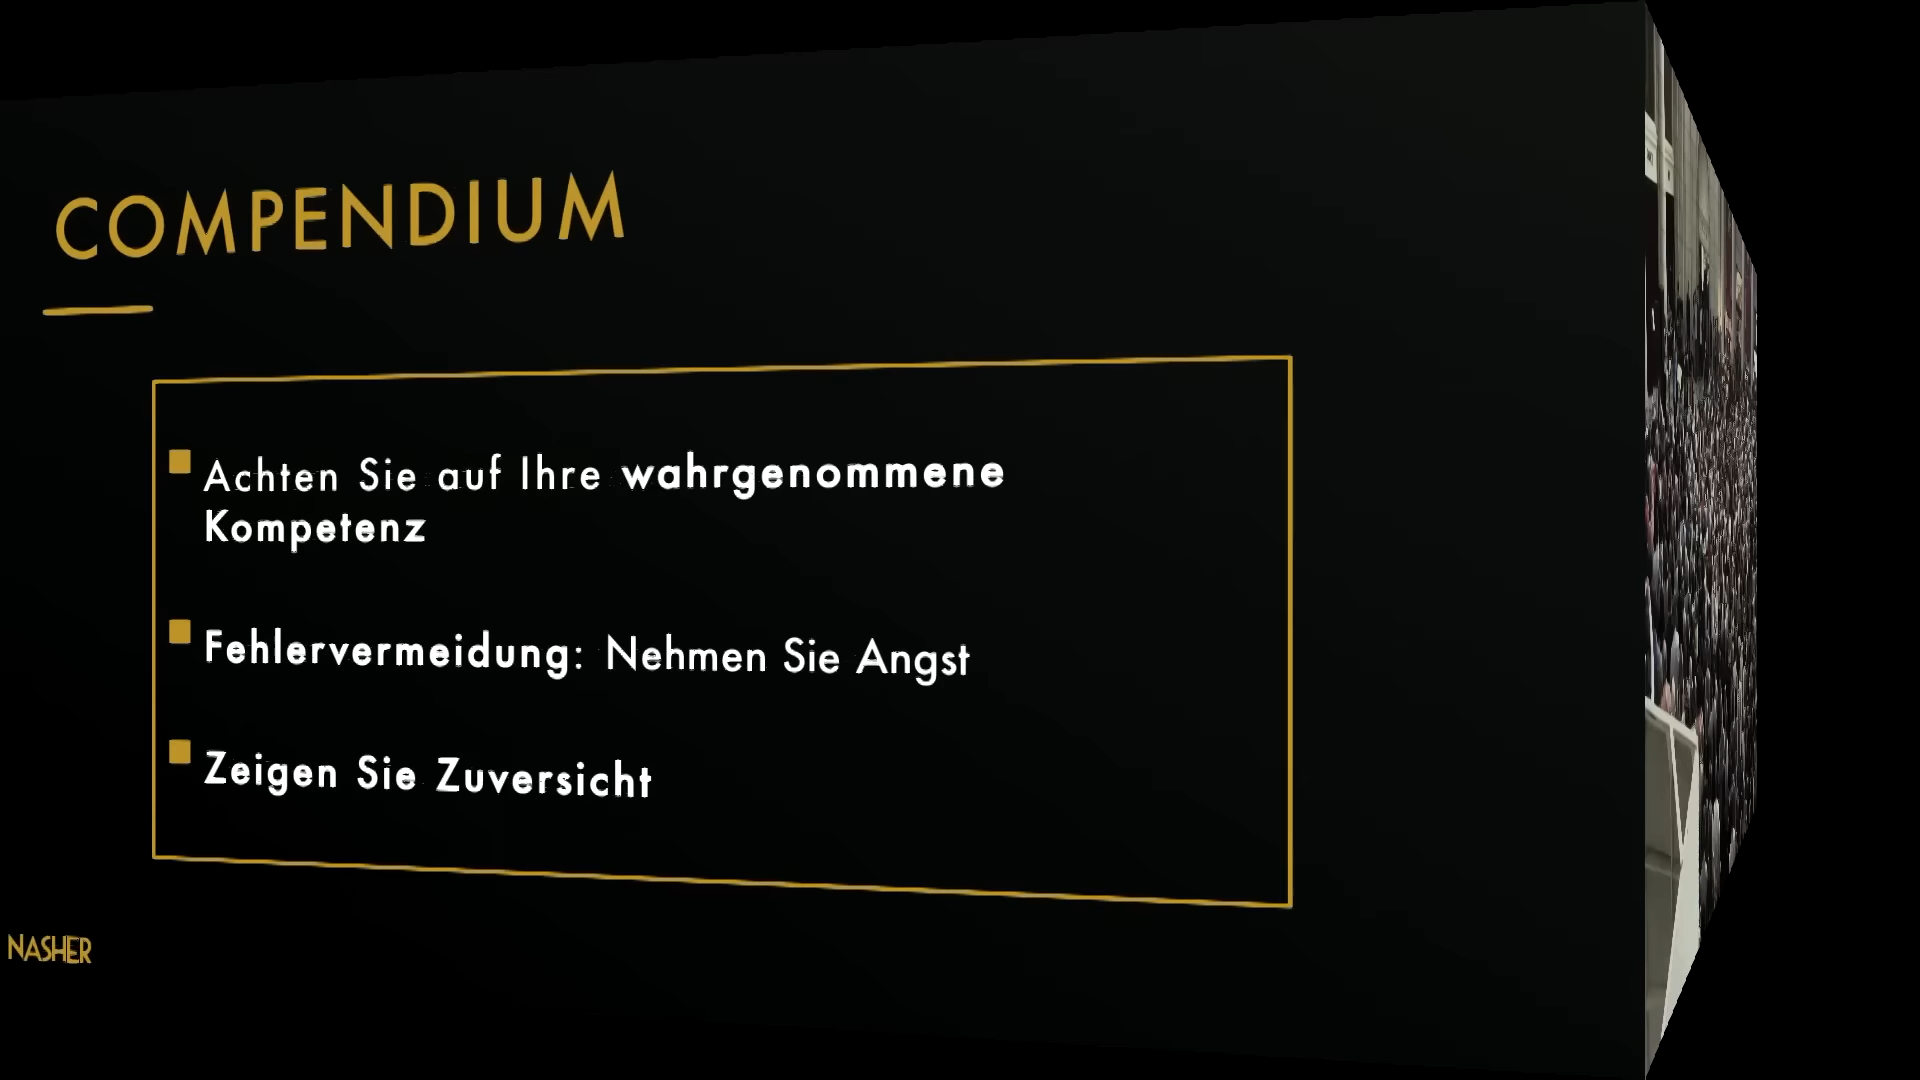 COMPENDIUM
Achten Sie auf Ihre wahrgenommene
Kompetenz
Fehlervermeidung: Nehmen Sie Angst
Zeigen Sie Zuversicht
NASHER